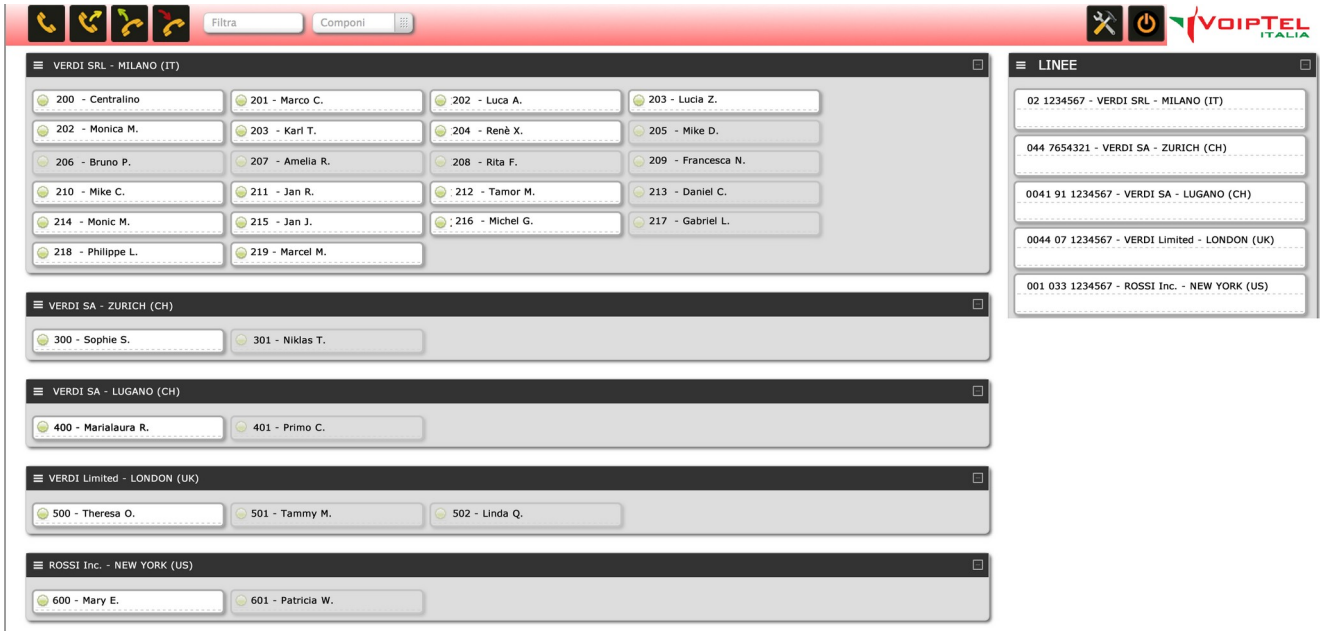 Filtra Componi VOIPTEL
ITALIA
VERDI SRL - MILANO (IT)
200 - Centralino 201 - Marco C. 202 - Luca A. 203 - Lucia Z.
202 - Monica M. 203 - Karl T. 204 - Renè X. 205 - Mike D.
206 - Bruno P. 207 - Amelia R. 208 - Rita F. 209 - Francesca N.
210 - Mike C. 211 - Jan R. 212 - Tamor M. 213 - Daniel C.
214 - Monic M. 215 - Jan J. 216 - Michel G. 217 - Gabriel L.
218 - Philippe L. 219 - Marcel M.
VERDI SA - ZURICH (CH)
300 - Sophie S. 301 - Niklas T.
VERDI SA - LUGANO (CH)
400 - Marialaura R. 401 - Primo C.
VERDI Limited - LONDON (UK)
500 - Theresa O. 501 - Tammy M. 502 - Linda Q.
ROSSI Inc. - NEW YORK (US)
600 - Mary E. 601 - Patricia W.
LINEE
02 1234567 - VERDI SRL - MILANO (IT)
044 7654321 - VERDI SA - ZURICH (CH)
0041 91 1234567 - VERDI SA - LUGANO (CH)
0044 07 1234567 - VERDI Limited - LONDON (UK)
001 033 1234567 - ROSSI Inc. - NEW YORK (US)